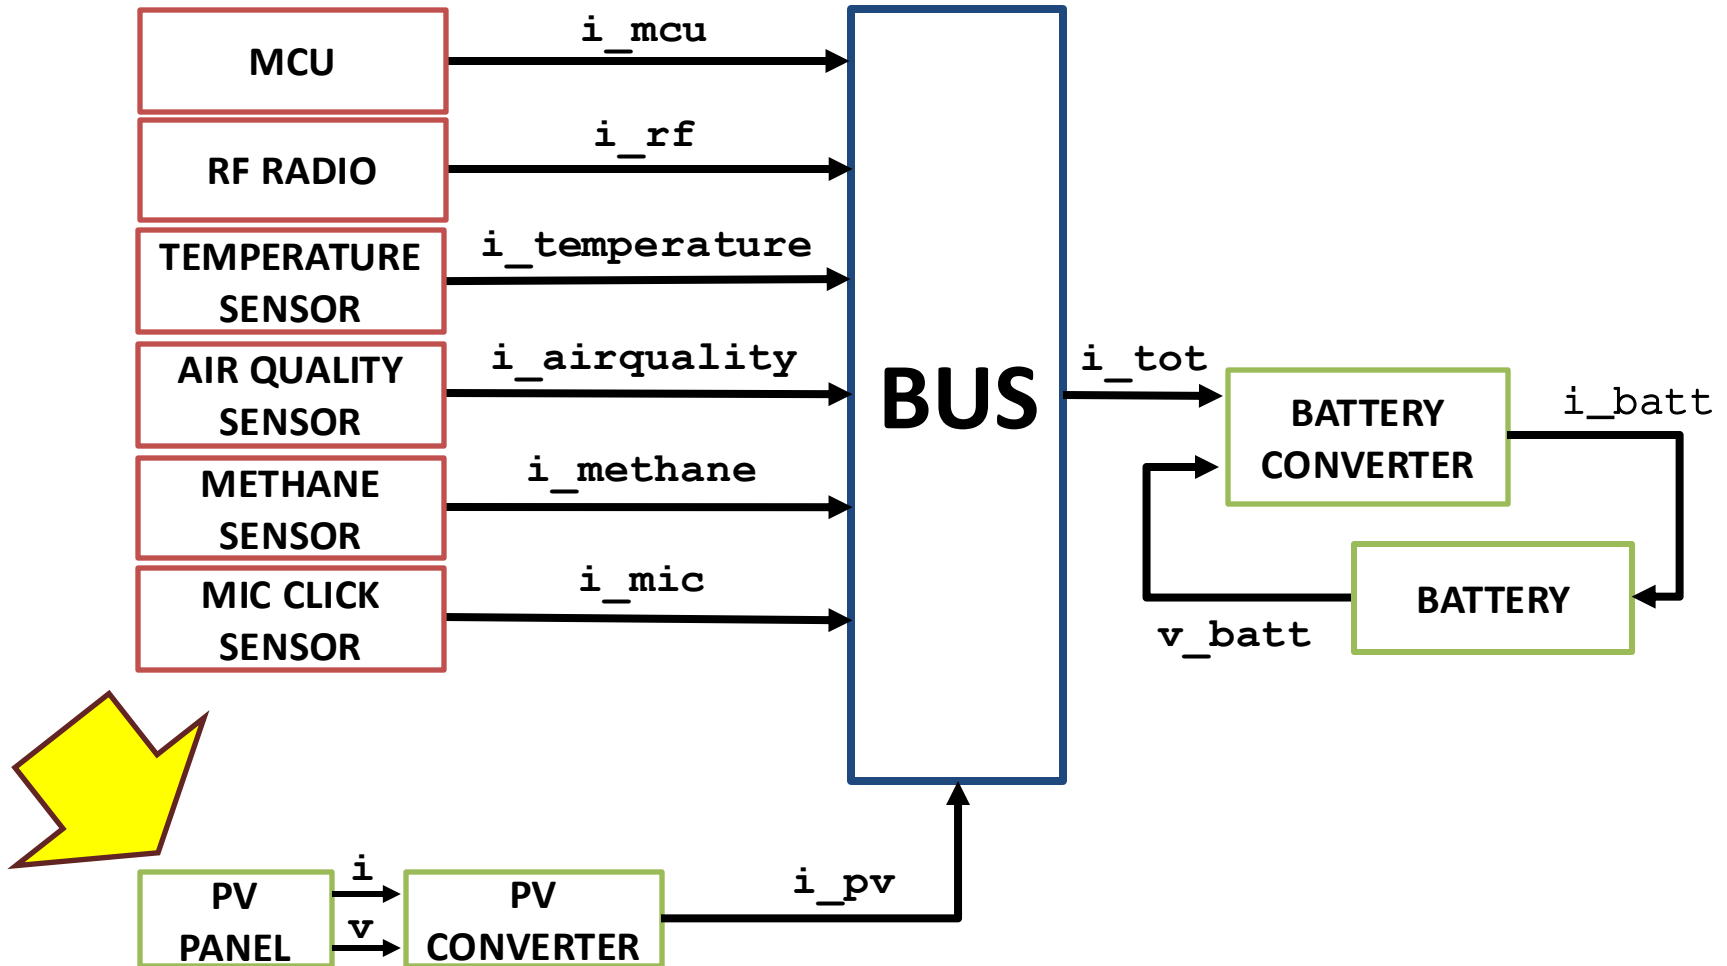 MCU
i_mcu
RF RADIO
i_rf
TEMPERATURE
SENSOR
i_temperature
AIR QUALITY
SENSOR
i_airquality
METHANE
SENSOR
i_methane
MIC CLICK
SENSOR
i_mic
BUS
i_tot
BATTERY
CONVERTER
i_batt
BATTERY
v_batt
PV
PANEL
i
v
PV
CONVERTER
i_pv